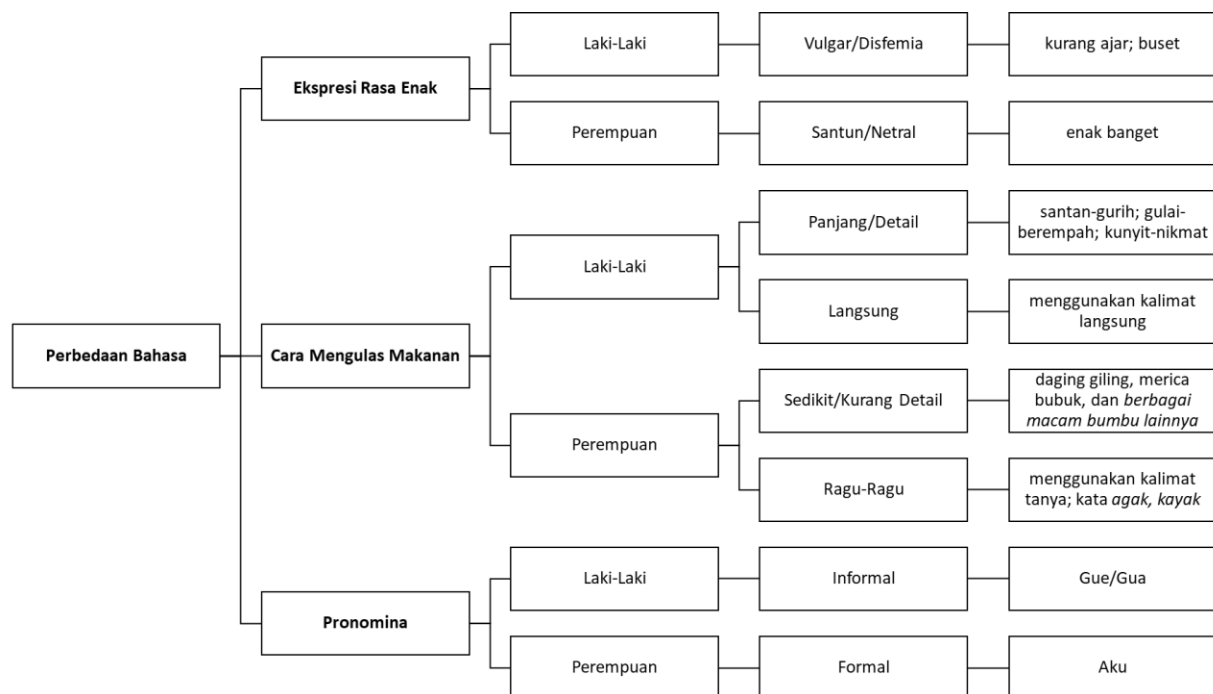 Perbedaan Bahasa
Ekspresi Rasa Enak
Laki-Laki
Vulgar/Disfemia
kurang ajar; buset
Perempuan
Santun/Netral
enak banget
Cara Mengulas Makanan
Laki-Laki
Panjang/Detail
santan-gurih; gulai-
berempah; kunyit-nikmat
Langsung
menggunakan kalimat
langsung
Perempuan
Sedikit/Kurang Detail
daging giling, merica
bubuk, dan berbagai
macam bumbu lainnya
Ragu-Ragu
menggunakan kalimat
tanya; kata agak, kayak
Pronomina
Laki-Laki
Informal
Gue/Gua
Perempuan
Formal
Aku